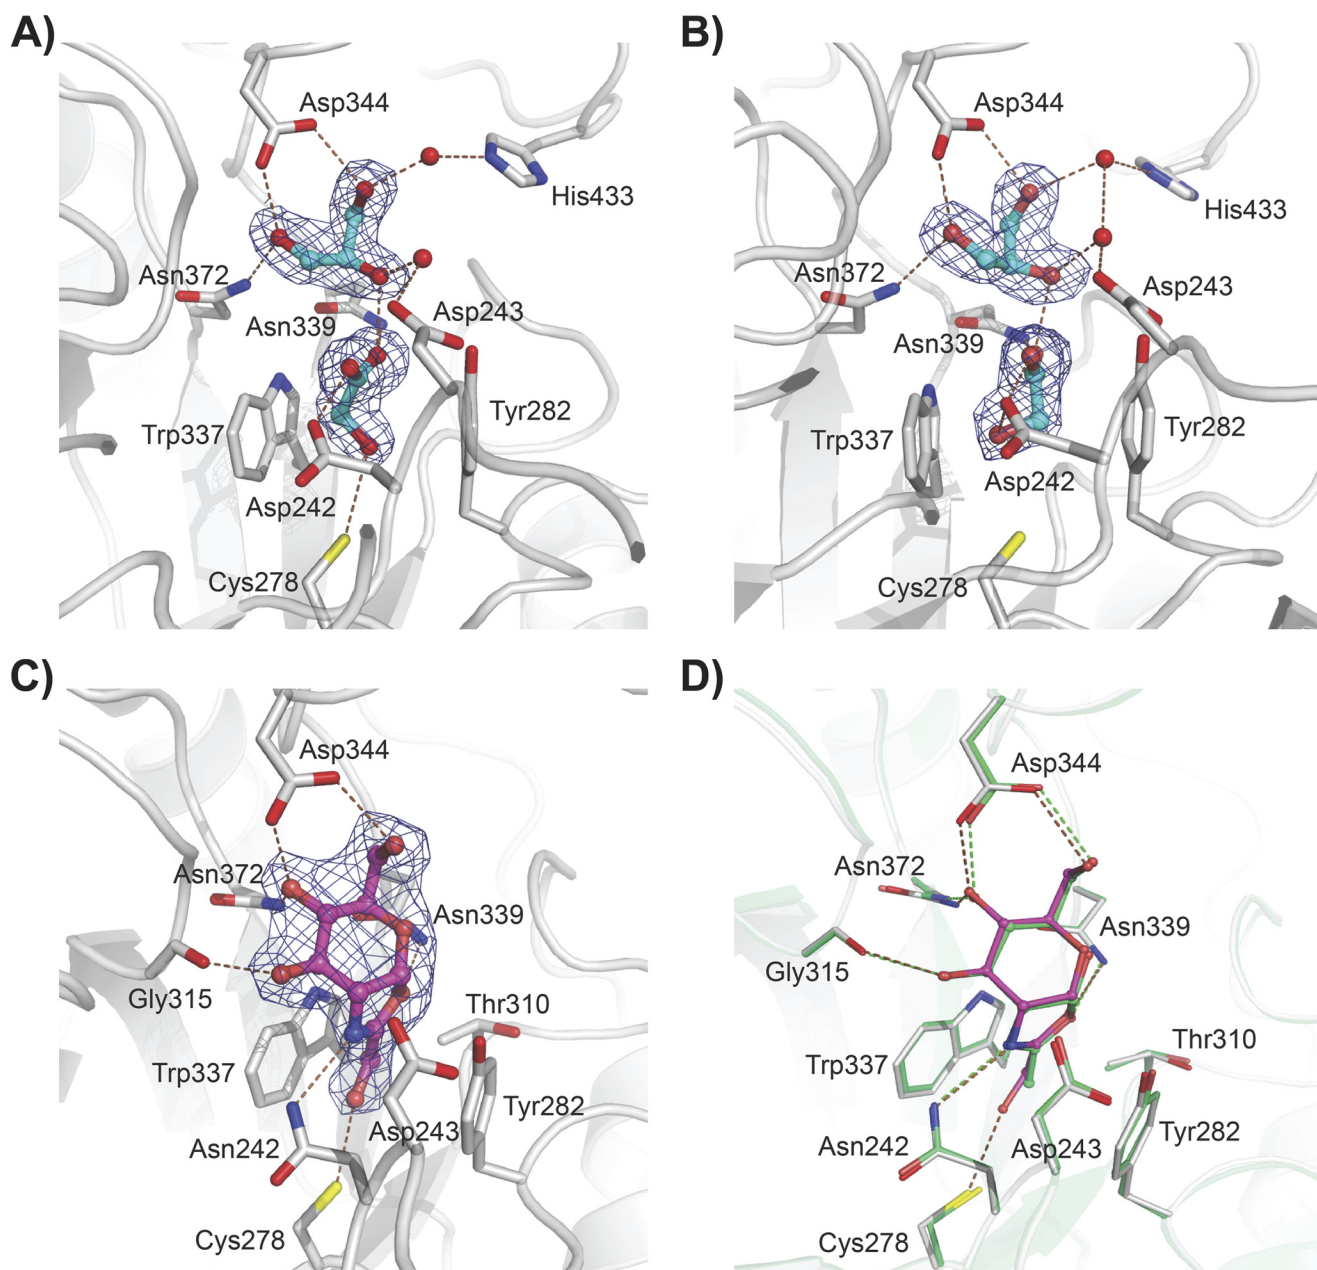 A)
Asp344
His433
Asn372
Asn339
Asp243
Trp337
Tyr282
Asp242
Cys278
B)
Asp344
His433
Asn372
Asp243
Asn339
Trp337
Tyr282
Asp242
Cys278
C)
Asp344
Asn372
Asn339
Gly315
Thr310
Trp337
Tyr282
Asp243
Asn242
Cys278
D)
Asp344
Asn372
Asn339
Gly315
Thr310
Trp337
Tyr282
Asn242
Asp243
Cys278